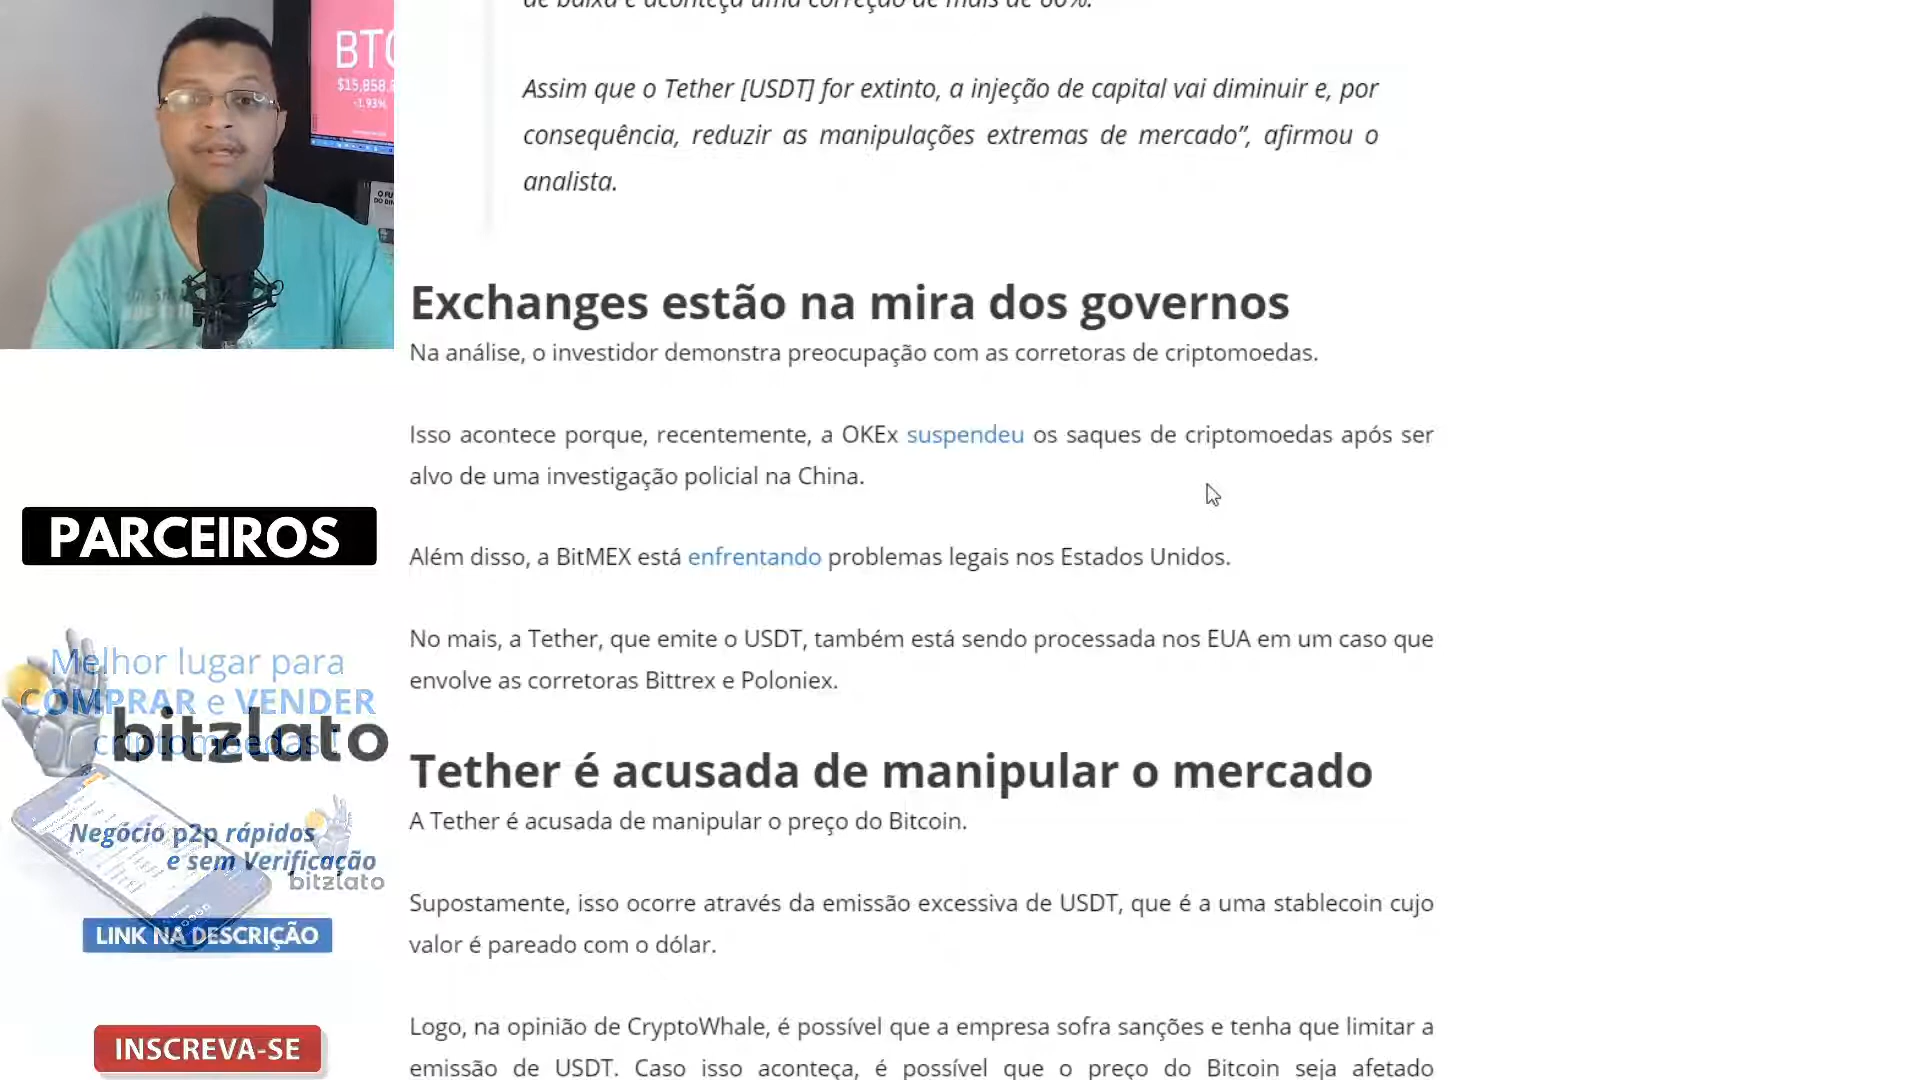 de baixa e aconteça uma correção de mais de 80%.
BTC
$15,858.
-1.93%
Assim que o Tether [USDT] for extinto, a injeção de capital vai diminuir e, por
consequência, reduzir as manipulações extremas de mercado”, afirmou o
analista.
Exchanges estão na mira dos governos
Na análise, o investidor demonstra preocupação com as corretoras de criptomoedas.
Isso acontece porque, recentemente, a OKEx suspendeu os saques de criptomoedas após ser
alvo de uma investigação policial na China.
Além disso, a BitMEX está enfrentando problemas legais nos Estados Unidos.
No mais, a Tether, que emite o USDT, também está sendo processada nos EUA em um caso que
envolve as corretoras Bittrex e Poloniex.
Tether é acusada de manipular o mercado
A Tether é acusada de manipular o preço do Bitcoin.
Supostamente, isso ocorre através da emissão excessiva de USDT, que é a uma stablecoin cujo
valor é pareado com o dólar.
Logo, na opinião de CryptoWhale, é possível que a empresa sofra sanções e tenha que limitar a
emissão de USDT. Caso isso aconteça, é possível que o preço do Bitcoin seja afetado
PARCEIROS
Melhor lugar para
COMPRAR e VENDER
criptomoedas !
bitzlato
Negócio p2p rápidos
e sem Verificação
bitzlato
LINK NA DESCRIÇÃO
INSCREVA-SE